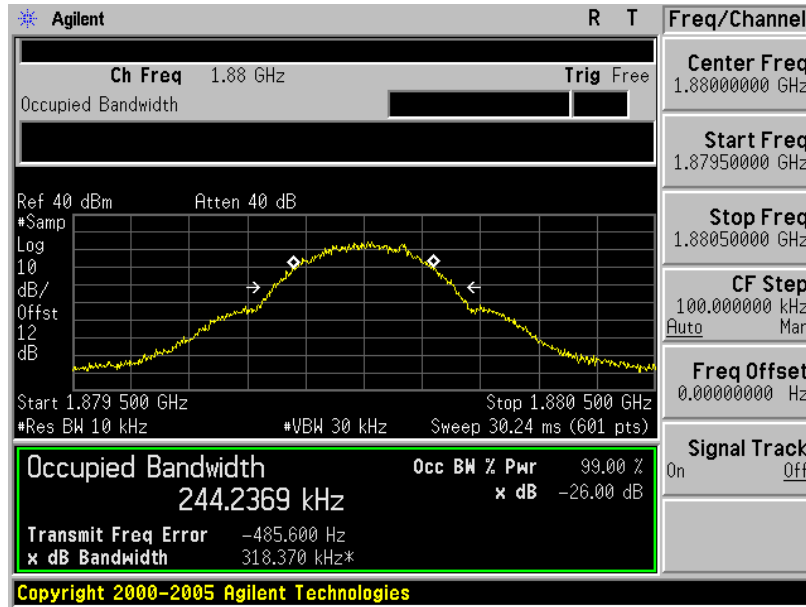 Agilent R T
Freq/Channel
Ch Freq 1.88 GHz Trig Free
Occupied Bandwidth
Center Freq
1.88000000 GHz
Start Freq
1.87950000 GHz
Stop Freq
1.88050000 GHz
CF Step
100.000000 kHz
Auto Man
Freq Offset
0.00000000 Hz
Signal Track
On Off
Ref 40 dBm Atten 40 dB
#Samp
Log
10
dB/
Offst
12
dB
Start 1.879 500 GHz Stop 1.880 500 GHz
#Res BW 10 kHz #VBW 30 kHz Sweep 30.24 ms (601 pts)
Occupied Bandwidth
244.2369 kHz
Occ BW % Pwr 99.00 %
x dB -26.00 dB
Transmit Freq Error -485.600 Hz
x dB Bandwidth 318.370 kHz*
Copyright 2000-2005 Agilent Technologies